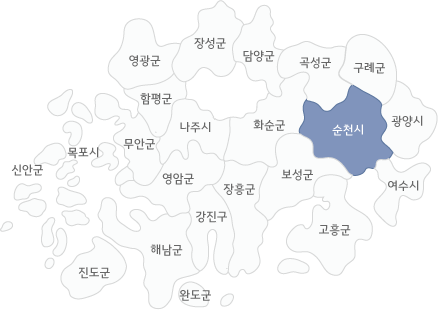 장성군
담양군
영광군
곡성군
구례군
함평군
나주시
화순군
순천시
광양시
무안군
목포시
신안군
영암군
장흥군
보성군
여수시
강진구
고흥군
해남군
진도군
완도군